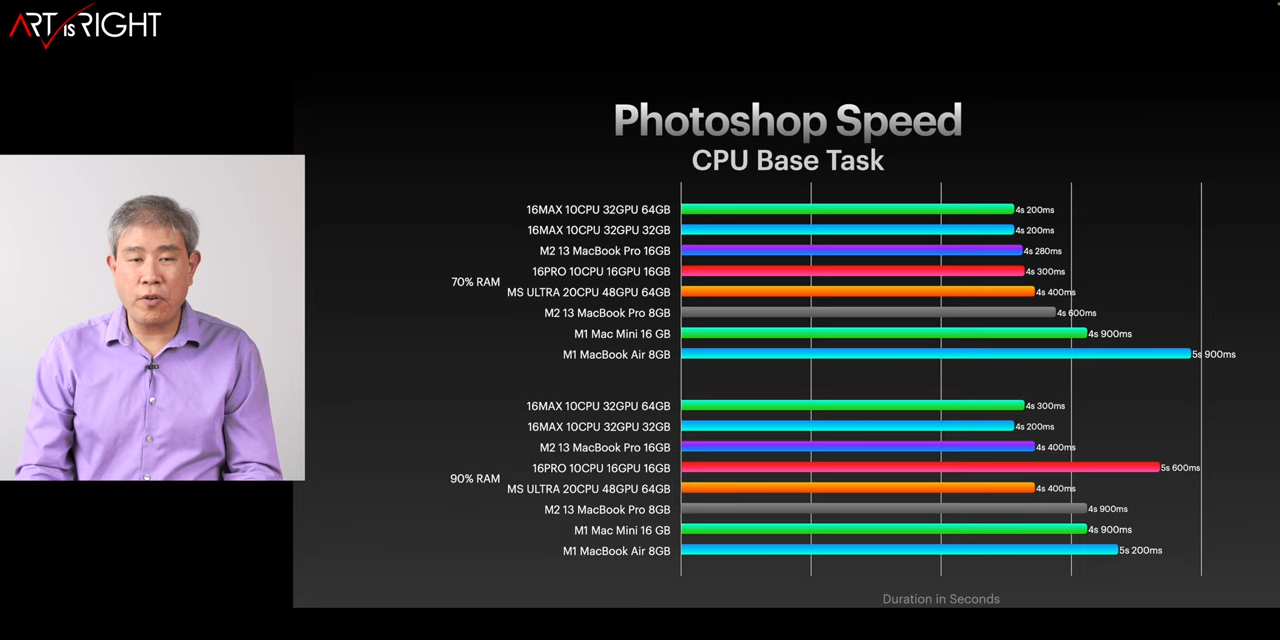 ART IS RIGHT
Photoshop Speed
CPU Base Task
70% RAM
16MAX 10CPU 32GPU 64GB 4s 200ms
16MAX 10CPU 32GPU 32GB 4s 200ms
M2 13 MacBook Pro 16GB 4s 280ms
16PRO 10CPU 16GPU 16GB 4s 300ms
MS ULTRA 20CPU 48GPU 64GB 4s 400ms
M2 13 MacBook Pro 8GB 4s 600ms
M1 Mac Mini 16 GB 4s 900ms
M1 MacBook Air 8GB 5s 900ms
90% RAM
16MAX 10CPU 32GPU 64GB 4s 300ms
16MAX 10CPU 32GPU 32GB 4s 200ms
M2 13 MacBook Pro 16GB 4s 400ms
16PRO 10CPU 16GPU 16GB 5s 600ms
MS ULTRA 20CPU 48GPU 64GB 4s 400ms
M2 13 MacBook Pro 8GB 4s 900ms
M1 Mac Mini 16 GB 4s 900ms
M1 MacBook Air 8GB 5s 200ms
Duration in Seconds